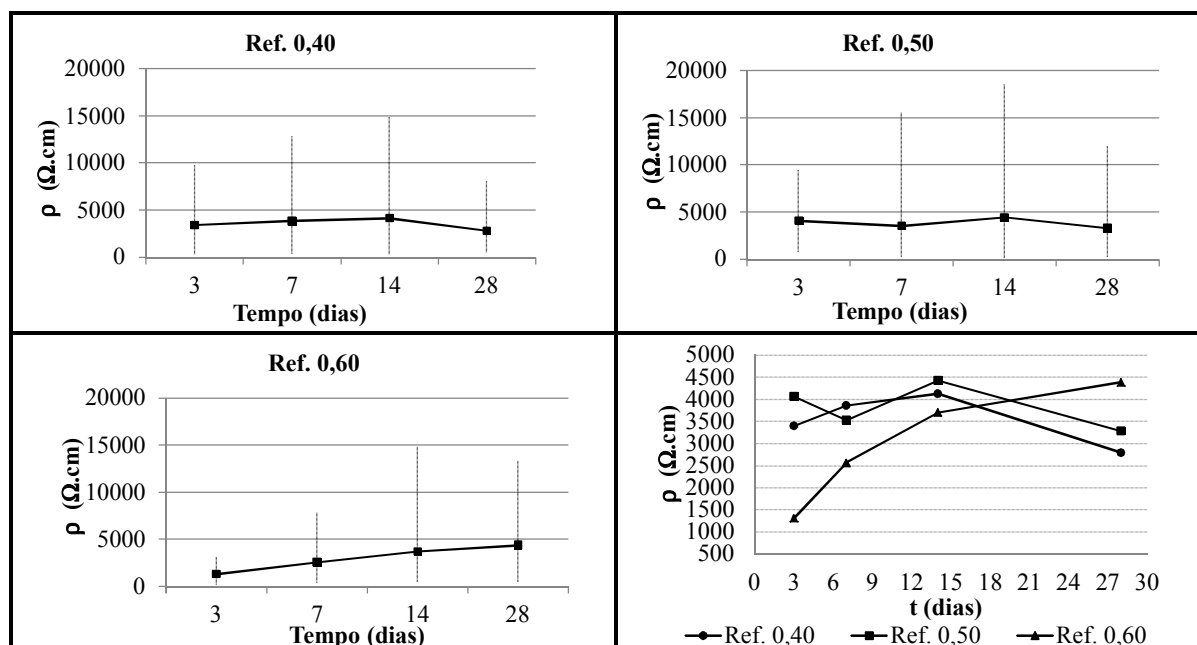 Ref. 0,40
20000
15000
10000
5000
0
ρ (Ω.cm)
3 7 14 28
Tempo (dias)
Ref. 0,50
20000
15000
10000
5000
0
ρ (Ω.cm)
3 7 14 28
Tempo (dias)
Ref. 0,60
20000
15000
10000
5000
0
ρ (Ω.cm)
3 7 14 28
Tempo (dias)
5000
4500
4000
3500
3000
2500
2000
1500
1000
500
ρ (Ω.cm)
0 3 6 9 12 15 18 21 24 27 30
t (dias)
Ref. 0,40 Ref. 0,50 Ref. 0,60